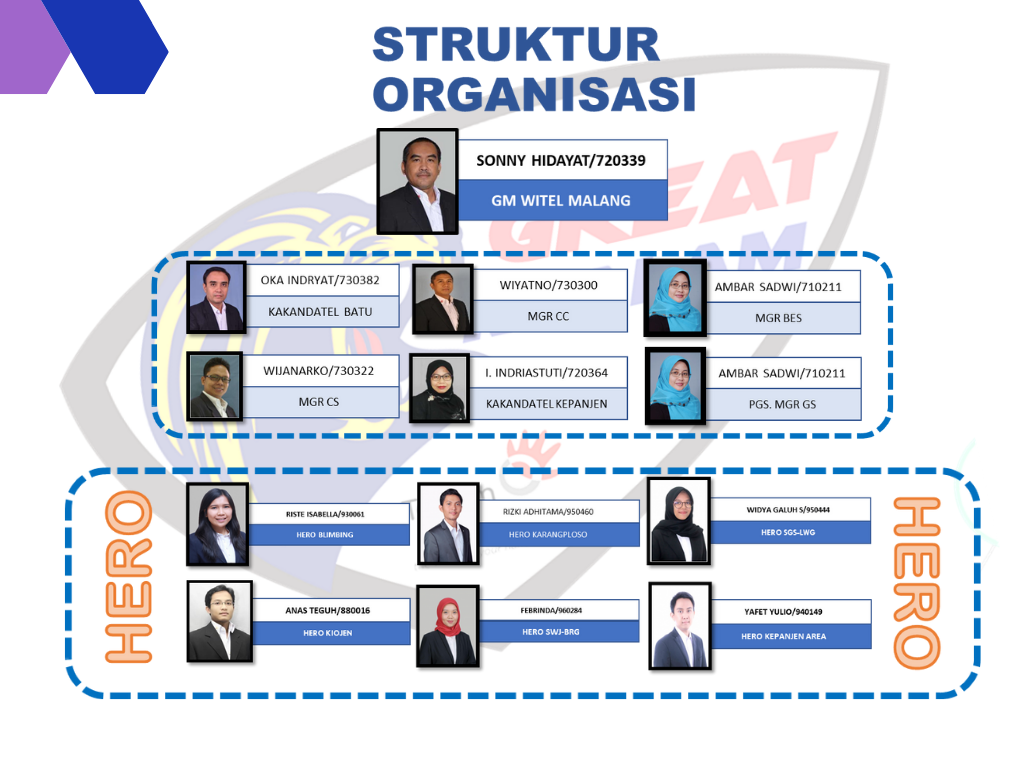 STRUKTUR
ORGANISASI
SONNY HIDAYAT/720339
GM WITEL MALANG
GREAT
OKA INDRYAT/730382
KAKANDATEL BATU
WIYATNO/730300
MGR CC
AMBAR SADWI/710211
MGR BES
WIJANARKO/730322
MGR CS
I. INDRIASTUTI/720364
KAKANDATEL KEPANJEN
AMBAR SADWI/710211
PGS. MGR GS
HERO
RISTE ISABELLA/930061
HERO BLIMBING
RIZKI ADHITAMA/950460
HERO KARANGPLOSO
WIDYA GALUH S/950444
HERO SGS-LWG
ANAS TEGUH/880016
HERO KlOJEN
FEBRINDA/960284
HERO SWJ-BRG
YAFET YULIO/940149
HERO KEPANJEN AREA
HERO